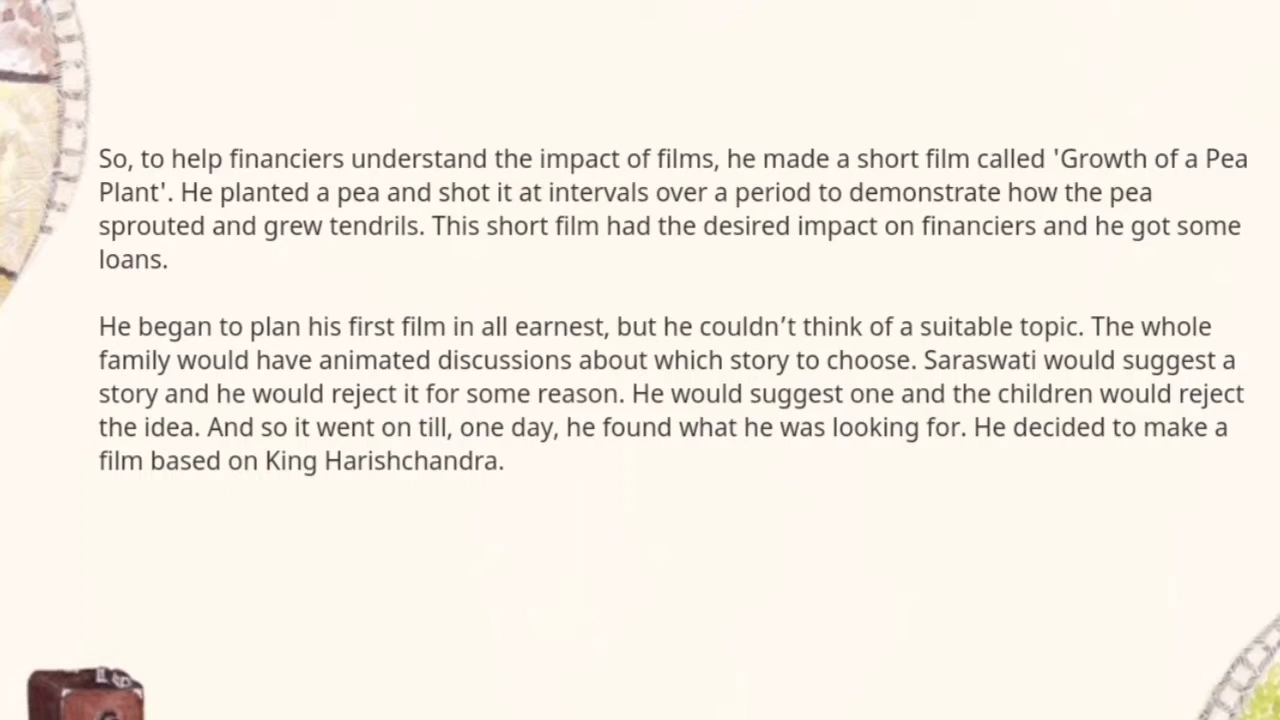 So, to help financiers understand the impact of films, he made a short film called 'Growth of a Pea
Plant'. He planted a pea and shot it at intervals over a period to demonstrate how the pea
sprouted and grew tendrils. This short film had the desired impact on financiers and he got some
loans.
He began to plan his first film in all earnest, but he couldn’t think of a suitable topic. The whole
family would have animated discussions about which story to choose. Saraswati would suggest a
story and he would reject it for some reason. He would suggest one and the children would reject
the idea. And so it went on till, one day, he found what he was looking for. He decided to make a
film based on King Harishchandra.